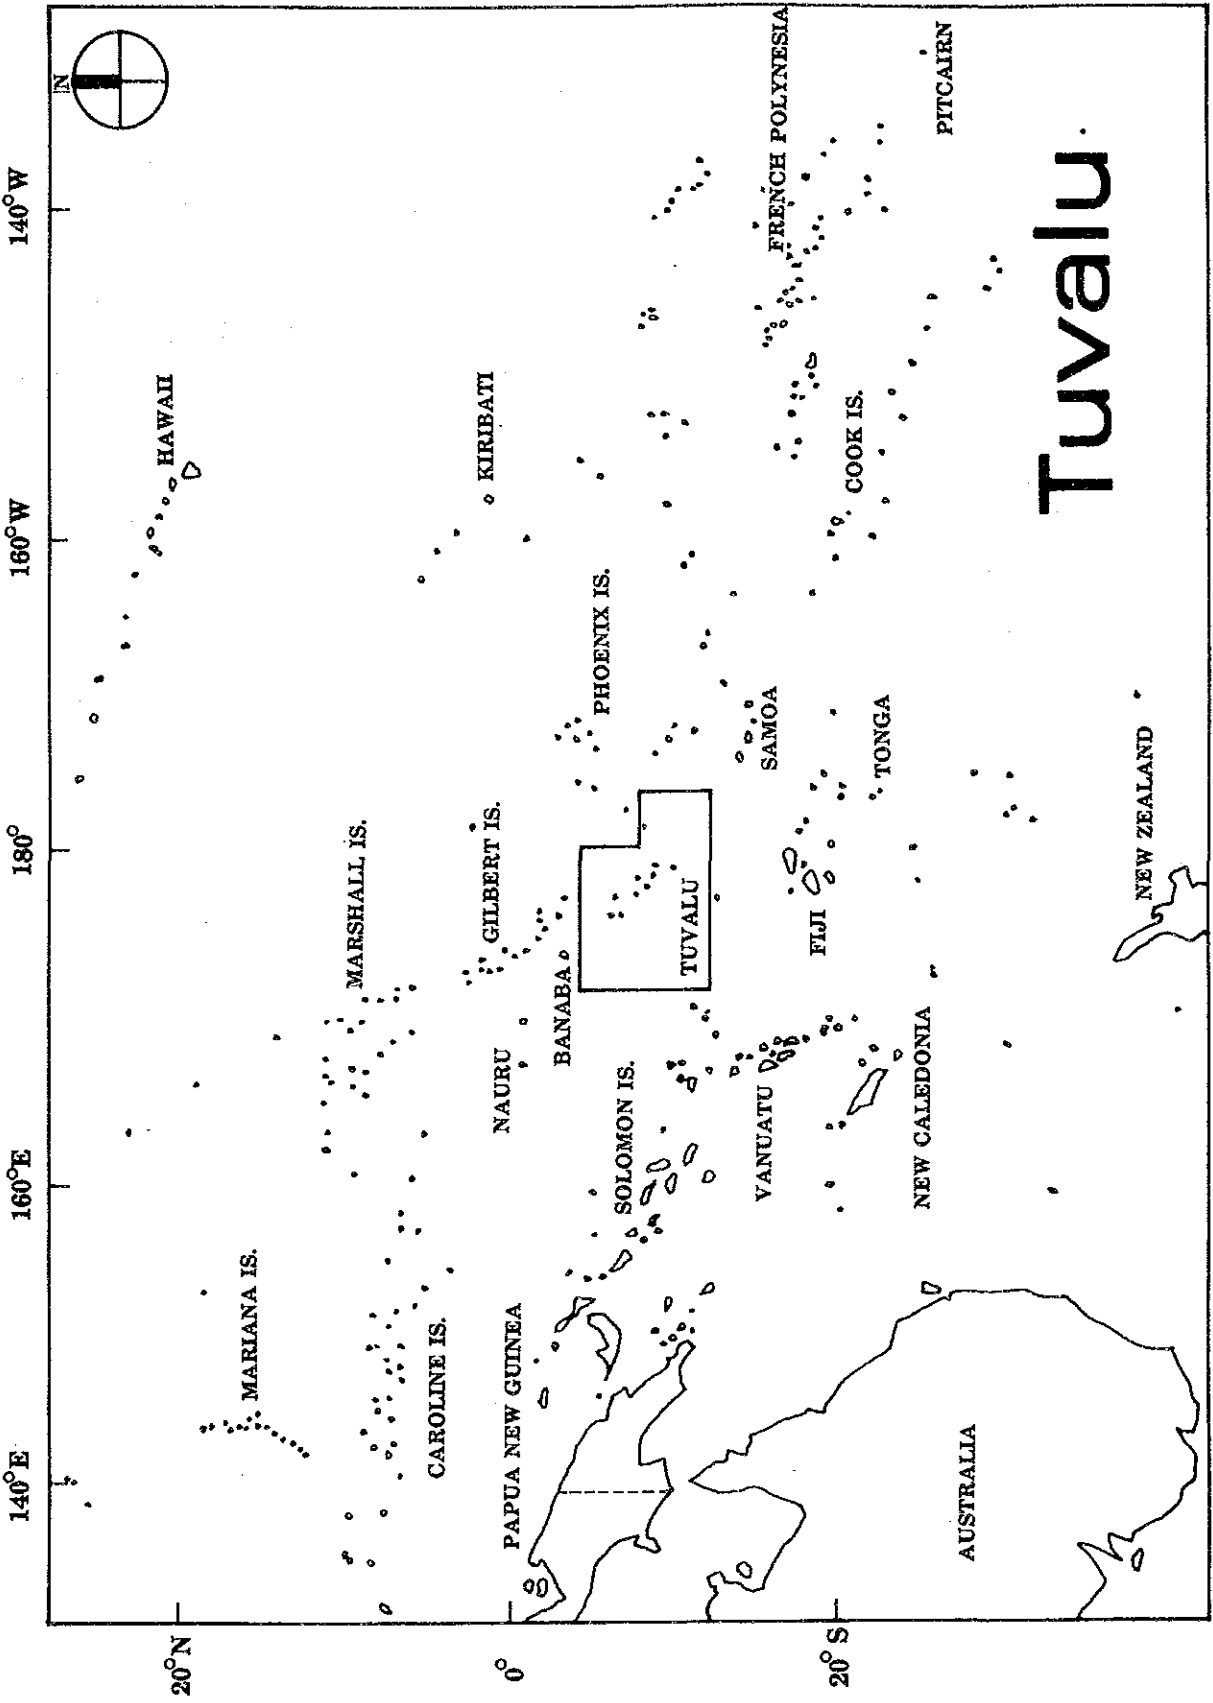 140°E
160°E
180°
160°W
140°W
N
20°N
0°
20°S
HAWAII
MARIANA IS.
MARSHALL IS.
CAROLINE IS.
GILBERT IS.
KIRIBATI
NAURU
BANABA
PAPUA NEW GUINEA
PHOENIX IS.
SOLOMON IS.
TUVALU
SAMOA
FRENCH POLYNESIA
VANUATU
FIJI
COOK IS.
TONGA
NEW CALEDONIA
PITCAIRN
AUSTRALIA
NEW ZEALAND
Tuvalu